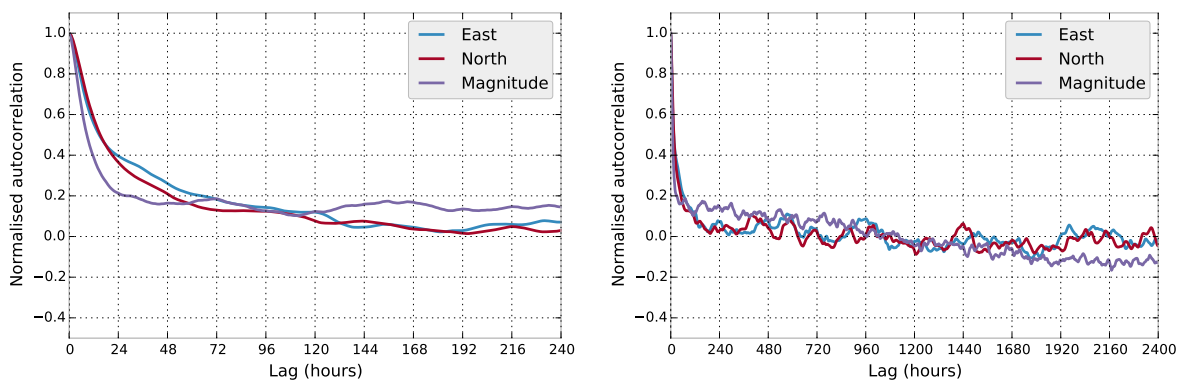 1.0
0.8
0.6
0.4
0.2
0.0
−0.2
−0.4
Normalised autocorrelation
0 24 48 72 96 120 144 168 192 216 240
Lag (hours)
East
North
Magnitude
1.0
0.8
0.6
0.4
0.2
0.0
−0.2
−0.4
Normalised autocorrelation
0 240 480 720 960 1200 1440 1680 1920 2160 2400
Lag (hours)
East
North
Magnitude